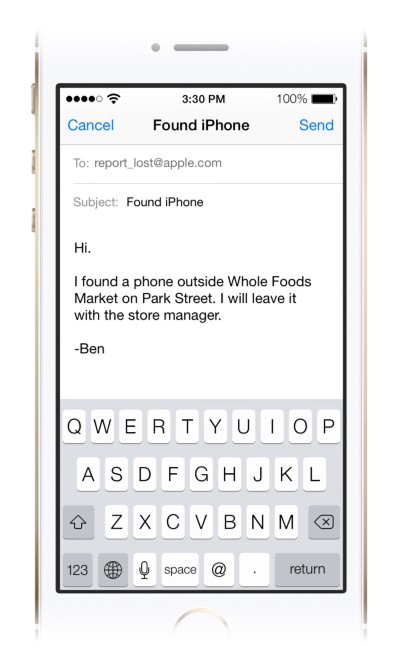 3:30 PM 100%
Cancel Found iPhone Send
To: report_lost@apple.com
Subject: Found iPhone
Hi.
I found a phone outside Whole Foods
Market on Park Street. I will leave it
with the store manager.
-Ben
Q W E R T Y U I O P
A S D F G H J K L
Z X C V B N M
123 space @ . return